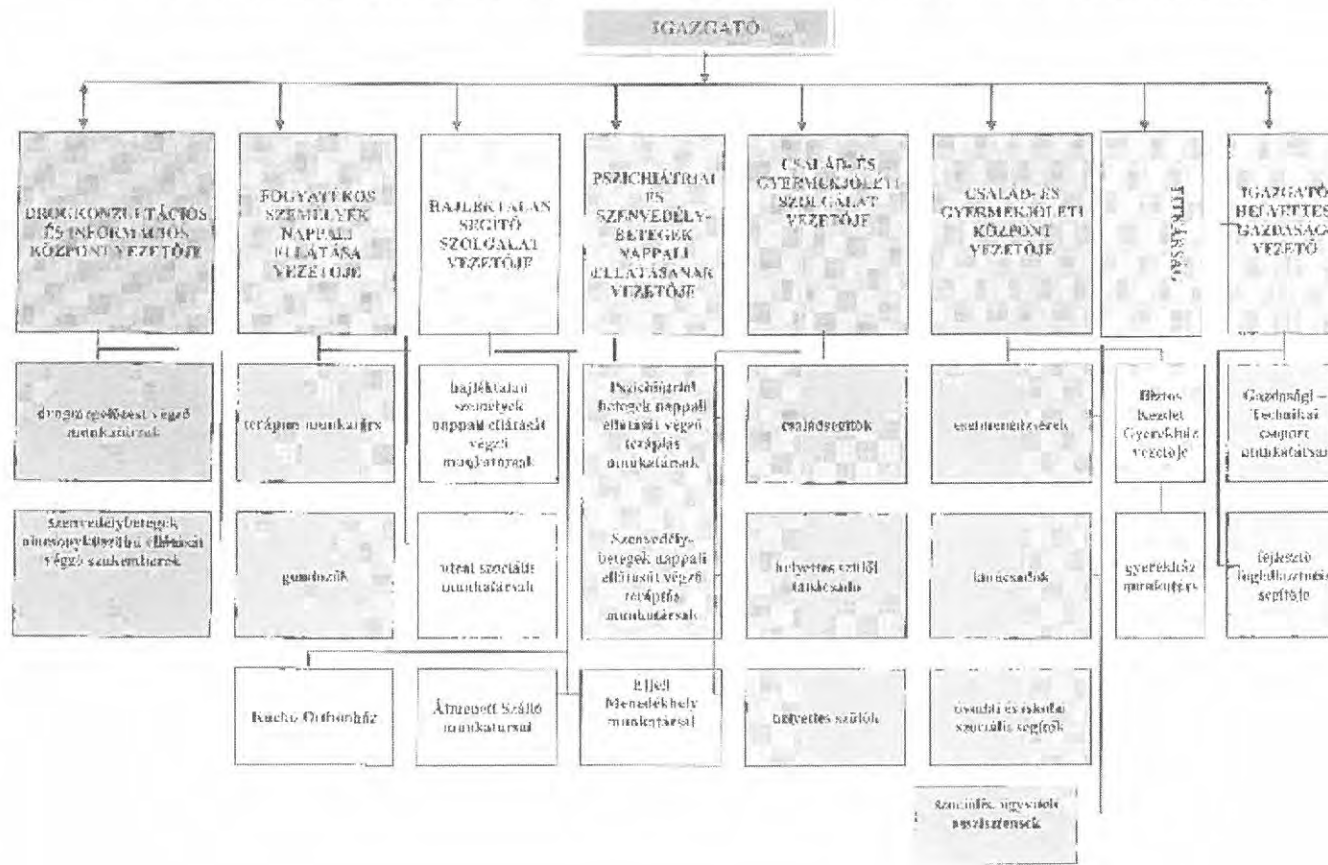 IGAZGATÓ
DROGKONZULTÁCIÓS
ÉS INFORMÁCIÓS
KÖZPONT VEZETŐJE
FOGYATÉKOS
SZEMÉLYEK
NAPPALI
ELLÁTÁSA
VEZETŐJE
HAJLÉKTALAN
SEGÍTŐ
SZOLGÁLAT
VEZETŐJE
PSZICHIÁTRIAI
ÉS
SZENVEDÉLY-
BETEGEK
NAPPALI
ELLÁTÁSÁNAK
VEZETŐJE
CSALÁD- ÉS
GYERMEKJÓLÉTI
SZOLGÁLAT
VEZETŐJE
CSALÁD- ÉS
GYERMEKJÓLÉTI
KÖZPONT
VEZETŐJE
TITKÁRSÁG
IGAZGATÓ
HELYETTES
GAZDASÁGI
VEZETŐ
drogmegelőzést végző
munkatársak
terápiás munkatárs
hajléktalan
személyek
nappali ellátását
végző
munkatársak
Pszichiátriai
betegek nappali
ellátását végző
terápiás
munkatársak
családsegítők
esetmenedzserek
Biztos
Kezdet
Gyerekház
vezetője
Gazdasági –
Technikai
csoport
munkatársai
szenvedélybetegek
alacsonyküszöbű ellátását
végző szakemberek
gondozók
utcai szociális
munkatársak
Szenvedély-
betegek nappali
ellátását végző
terápiás
munkatársak
helyettes szülői
tanácsadó
tanácsadók
gyerekház
munkatárs
fejlesztő
foglalkoztatás
segítője
Kuckó Otthonház
Átmeneti Szálló
munkatársai
Éjjeli
Menedékhely
munkatársai
helyettes szülők
óvodai és iskolai
szociális segítők
szociális, ügyviteli
asszisztensek